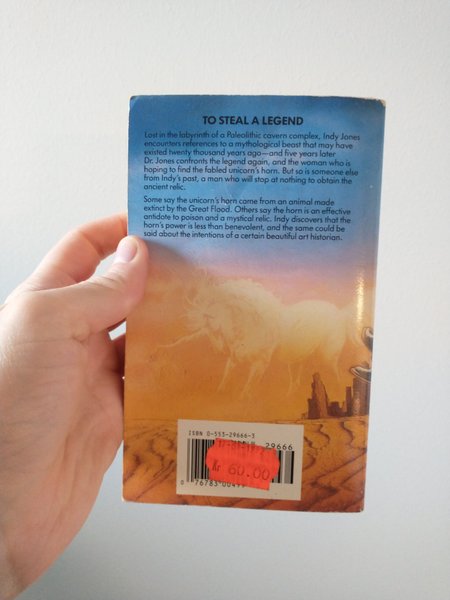 TO STEAL A LEGEND
Lost in the labyrinth of a Paleolithic cavern complex, Indy Jones
encounters references to a mythological beast that may have
existed twenty thousand years ago—and five years later
Dr. Jones confronts the legend again, and the woman who is
hoping to find the fabled unicorn's horn. But so is someone else
from Indy's past, a man who will stop at nothing to obtain the
ancient relic.
Some say the unicorn's horn came from an animal made
extinct by the Great Flood. Others say the horn is an effective
antidote to poison and a mystical relic. Indy discovers that the
horn's power is less than benevolent, and the same could be
said about the intentions of a certain beautiful art historian.
ISBN 0-553-29666-3
29666
Kr 60.00
0 76783 004